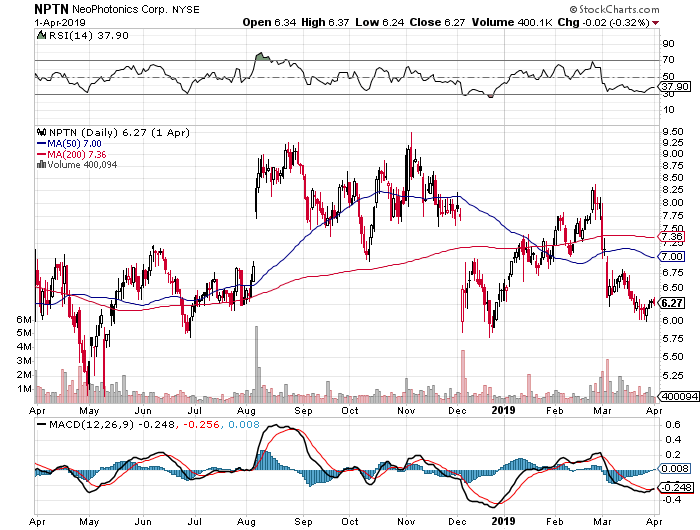 NPTN NeoPhotonics Corp. NYSE
© StockCharts.com
1-Apr-2019
Open 6.34 High 6.37 Low 6.24 Close 6.27 Volume 400.1K Chg -0.02 (-0.32%)
RSI(14) 37.90
90
70
50
37.90
30
10
NPTN (Daily) 6.27 (1 Apr)
MA(50) 7.00
MA(200) 7.36
Volume 400,094
9.50
9.25
9.00
8.75
8.50
8.25
8.00
7.75
7.50
7.36
7.25
7.00
6.75
6.50
6.27
6.00
5.75
5.50
5.25
6M
5M
4M
3M
2M
1M
400094
Apr May Jun Jul Aug Sep Oct Nov Dec 2019 Feb Mar Apr
MACD(12,26,9) -0.248, -0.256, 0.008
0.6
0.4
0.2
0.008
-0.248
-0.4
Apr May Jun Jul Aug Sep Oct Nov Dec 2019 Feb Mar Apr